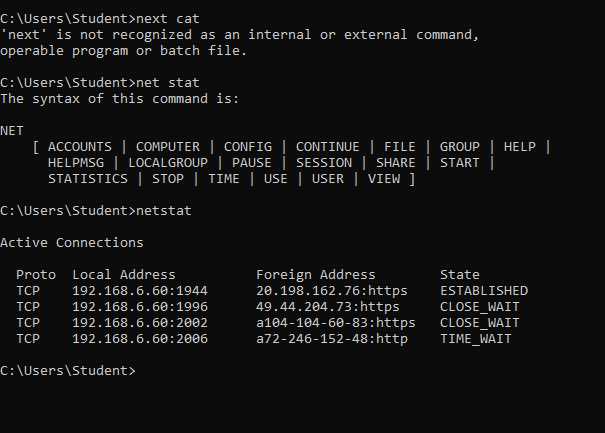 C:\Users\Student>next cat
'next' is not recognized as an internal or external command,
operable program or batch file.
C:\Users\Student>net stat
The syntax of this command is:
NET
[ ACCOUNTS | COMPUTER | CONFIG | CONTINUE | FILE | GROUP | HELP |
HELPMSG | LOCALGROUP | PAUSE | SESSION | SHARE | START |
STATISTICS | STOP | TIME | USE | USER | VIEW ]
C:\Users\Student>netstat
Active Connections
Proto  Local Address          Foreign Address        State
TCP    192.168.6.60:1944      20.198.162.76:https    ESTABLISHED
TCP    192.168.6.60:1996      49.44.204.73:https     CLOSE_WAIT
TCP    192.168.6.60:2002      a104-104-60-83:https   CLOSE_WAIT
TCP    192.168.6.60:2006      a72-246-152-48:http    TIME_WAIT
C:\Users\Student>